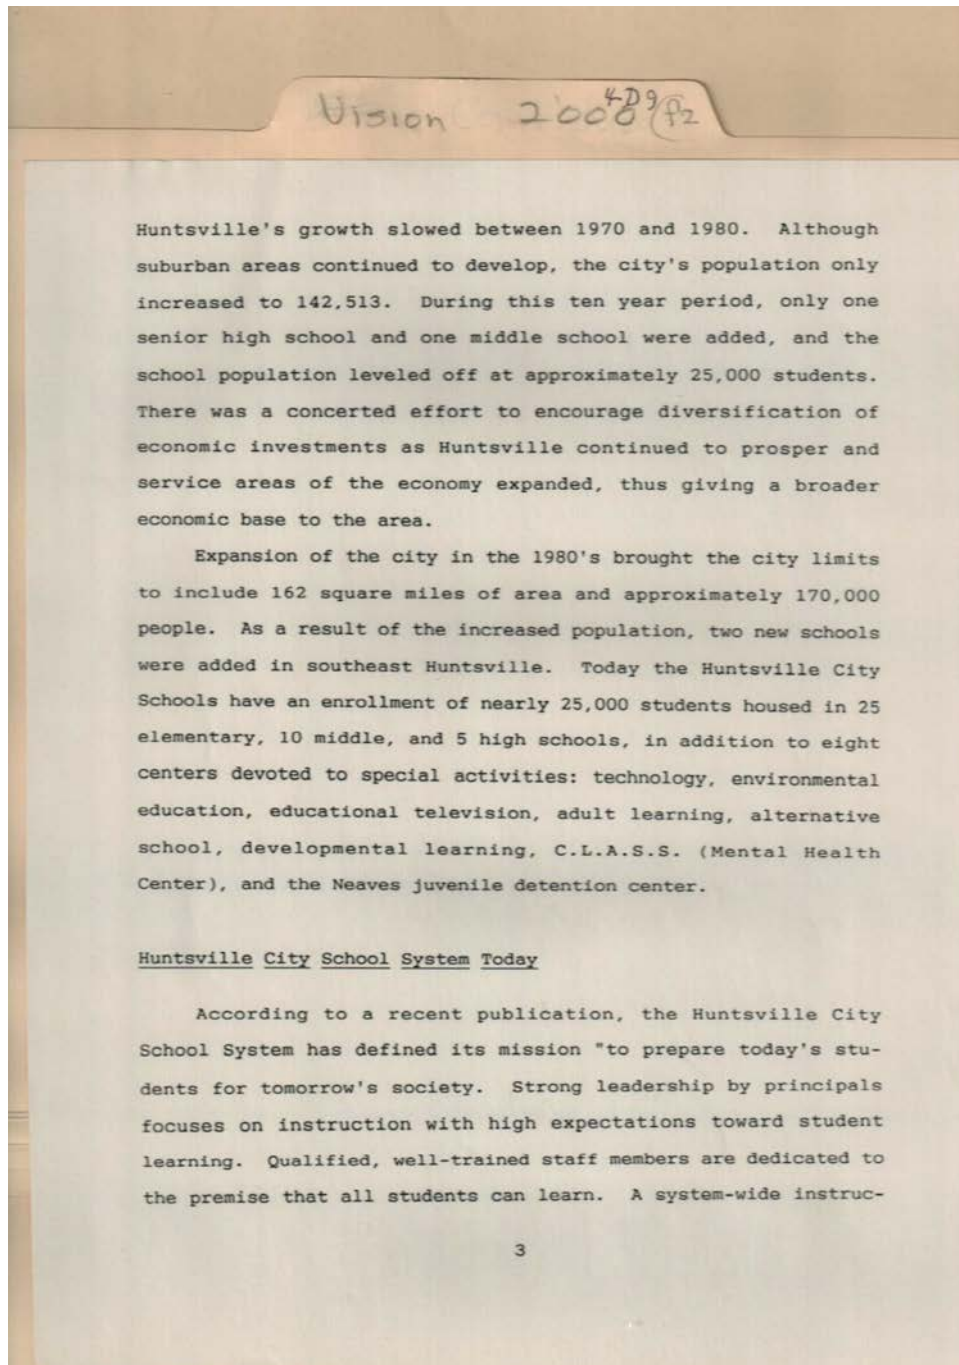 Vision 2000 4D9 f2
Huntsville's growth slowed between 1970 and 1980. Although
suburban areas continued to develop, the city's population only
increased to 142,513. During this ten year period, only one
senior high school and one middle school were added, and the
school population leveled off at approximately 25,000 students.
There was a concerted effort to encourage diversification of
economic investments as Huntsville continued to prosper and
service areas of the economy expanded, thus giving a broader
economic base to the area.
Expansion of the city in the 1980's brought the city limits
to include 162 square miles of area and approximately 170,000
people. As a result of the increased population, two new schools
were added in southeast Huntsville. Today the Huntsville City
Schools have an enrollment of nearly 25,000 students housed in 25
elementary, 10 middle, and 5 high schools, in addition to eight
centers devoted to special activities: technology, environmental
education, educational television, adult learning, alternative
school, developmental learning, C.L.A.S.S. (Mental Health
Center), and the Neaves juvenile detention center.
Huntsville City School System Today
According to a recent publication, the Huntsville City
School System has defined its mission "to prepare today's stu-
dents for tomorrow's society. Strong leadership by principals
focuses on instruction with high expectations toward student
learning. Qualified, well-trained staff members are dedicated to
the premise that all students can learn. A system-wide instruc-
3